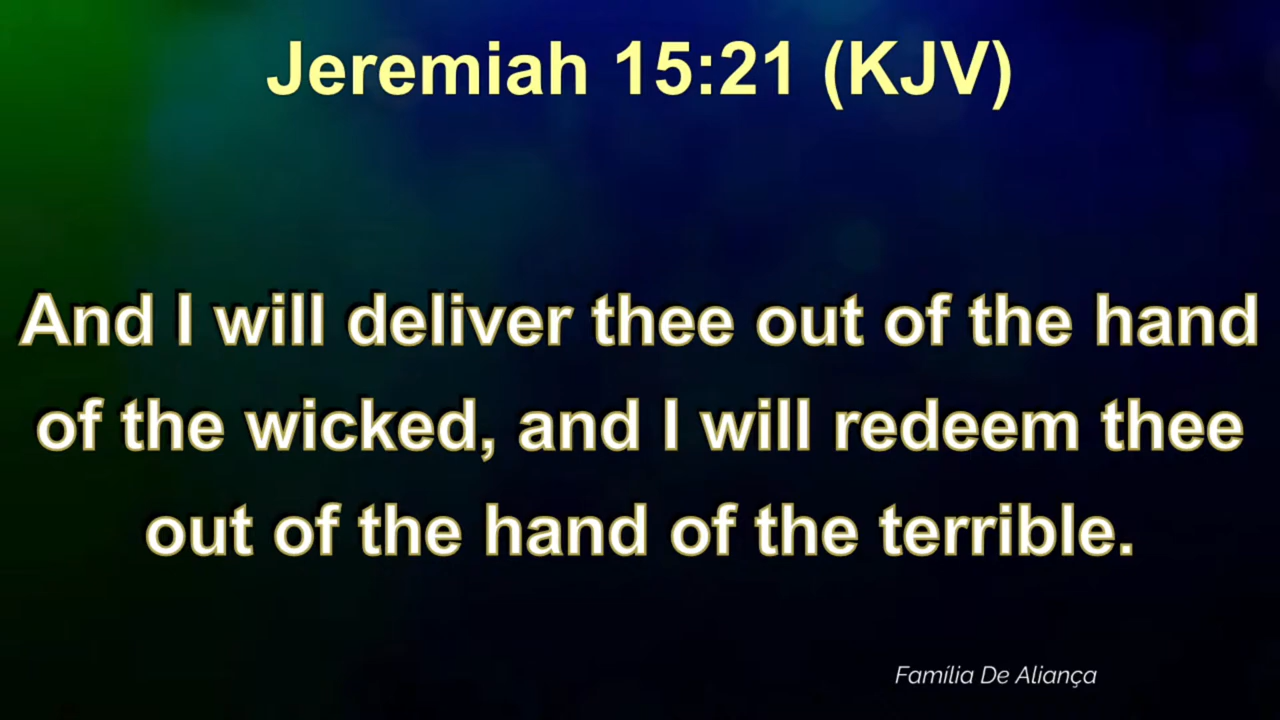 Jeremiah 15:21 (KJV)
And I will deliver thee out of the hand
of the wicked, and I will redeem thee
out of the hand of the terrible.
Família De Aliança